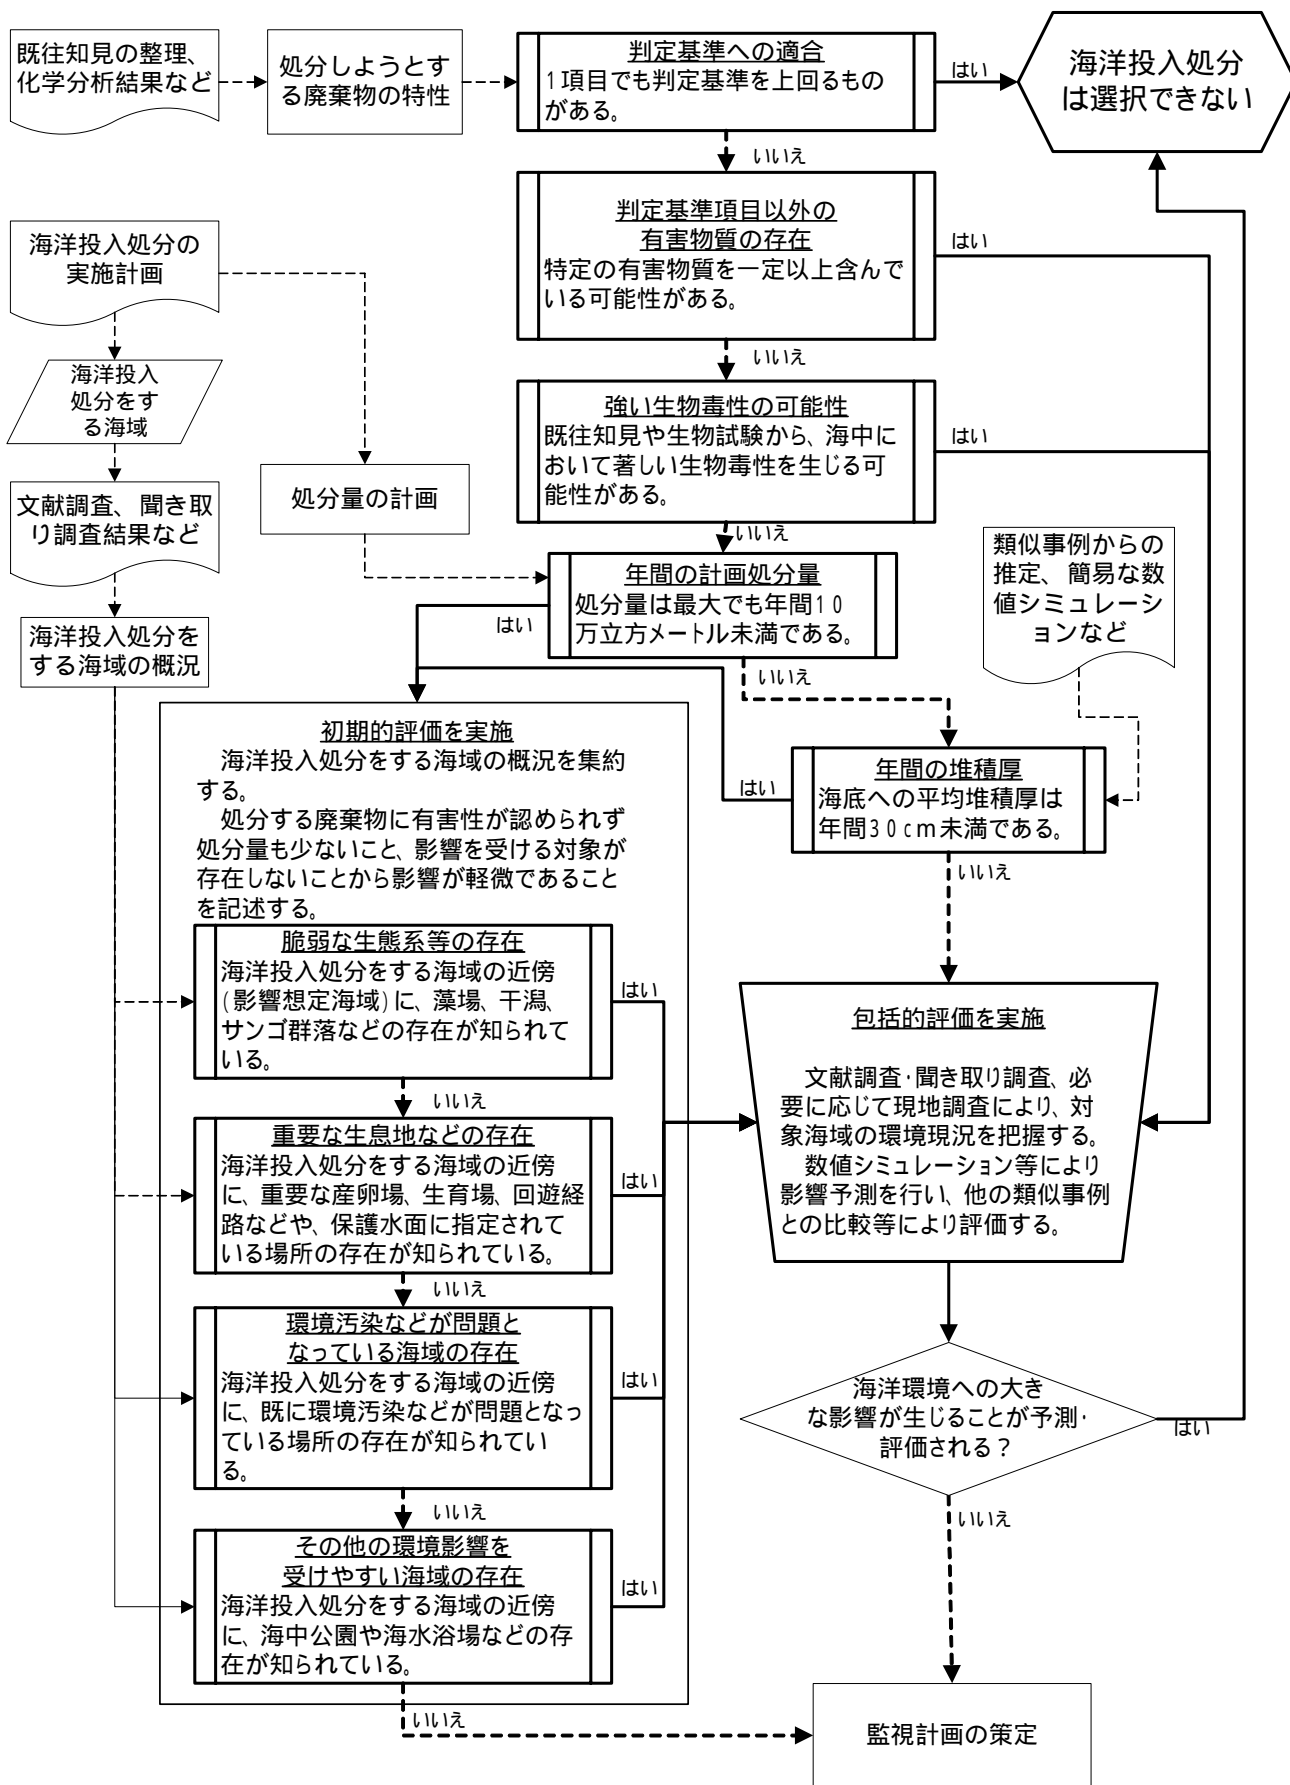 既往知見の整理、
化学分析結果など
処分しようとす
る廃棄物の特性
判定基準への適合
1項目でも判定基準を上回るもの
がある。
はい
海洋投入処分
は選択できない
いいえ
判定基準項目以外の
有害物質の存在
特定の有害物質を一定以上含んで
いる可能性がある。
はい
海洋投入処分の
実施計画
いいえ
海洋投入
処分をす
る海域
強い生物毒性の可能性
既往知見や生物試験から、海中に
おいて著しい生物毒性を生じる可
能性がある。
はい
文献調査、聞き取
り調査結果など
処分量の計画
いいえ
類似事例からの
推定、簡易な数
値シミュレーシ
ョンなど
年間の計画処分量
処分量は最大でも年間10
万立方メートル未満である。
はい
海洋投入処分を
する海域の概況
いいえ
初期的評価を実施
海洋投入処分をする海域の概況を集約
する。
処分する廃棄物に有害性が認められず
処分量も少ないこと、影響を受ける対象が
存在しないことから影響が軽微であること
を記述する。
はい
年間の堆積厚
海底への平均堆積厚は
年間30cm未満である。
いいえ
脆弱な生態系等の存在
海洋投入処分をする海域の近傍
(影響想定海域)に、藻場、干潟、
サンゴ群落などの存在が知られて
いる。
はい
いいえ
包括的評価を実施
文献調査・聞き取り調査、必
要に応じて現地調査により、対
象海域の環境現況を把握する。
数値シミュレーション等により
影響予測を行い、他の類似事例
との比較等により評価する。
重要な生息地などの存在
海洋投入処分をする海域の近傍
に、重要な産卵場、生育場、回遊経
路などや、保護水面に指定されて
いる場所の存在が知られている。
はい
いいえ
環境汚染などが問題と
なっている海域の存在
海洋投入処分をする海域の近傍
に、既に環境汚染などが問題となっ
ている場所の存在が知られてい
る。
はい
海洋環境への大き
な影響が生じることが予測・
評価される？
はい
いいえ
いいえ
その他の環境影響を
受けやすい海域の存在
海洋投入処分をする海域の近傍
に、海中公園や海水浴場などの存
在が知られている。
はい
いいえ
監視計画の策定